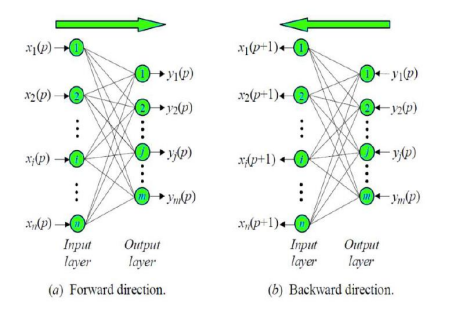 x1(p) 1 1 y1(p)
x2(p) 2 2 y2(p)
xi(p) i j yj(p)
xn(p) n m ym(p)
Input layer Output layer
(a) Forward direction.
x1(p+1) 1 1 y1(p)
x2(p+1) 2 2 y2(p)
xi(p+1) i j yj(p)
xn(p+1) n m ym(p)
Input layer Output layer
(b) Backward direction.